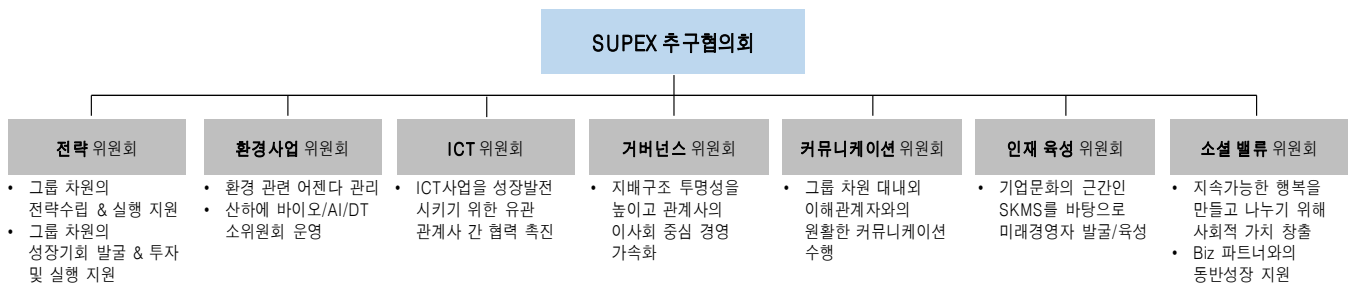 SUPEX 추구협의회
전략 위원회
• 그룹 차원의
전략수립 & 실행 지원
• 그룹 차원의
성장기회 발굴 & 투자
및 실행 지원
환경사업 위원회
• 환경 관련 어젠다 관리
• 산하에 바이오/AI/DT
소위원회 운영
ICT 위원회
• ICT사업을 성장발전
시키기 위한 유관
관계사 간 협력 촉진
거버넌스 위원회
• 지배구조 투명성을
높이고 관계사의
이사회 중심 경영
가속화
커뮤니케이션 위원회
• 그룹 차원 대내외
이해관계자와의
원활한 커뮤니케이션
수행
인재 육성 위원회
• 기업문화의 근간인
SKMS를 바탕으로
미래경영자 발굴/육성
소셜 밸류 위원회
• 지속가능한 행복을
만들고 나누기 위해
사회적 가치 창출
• Biz 파트너와의
동반성장 지원